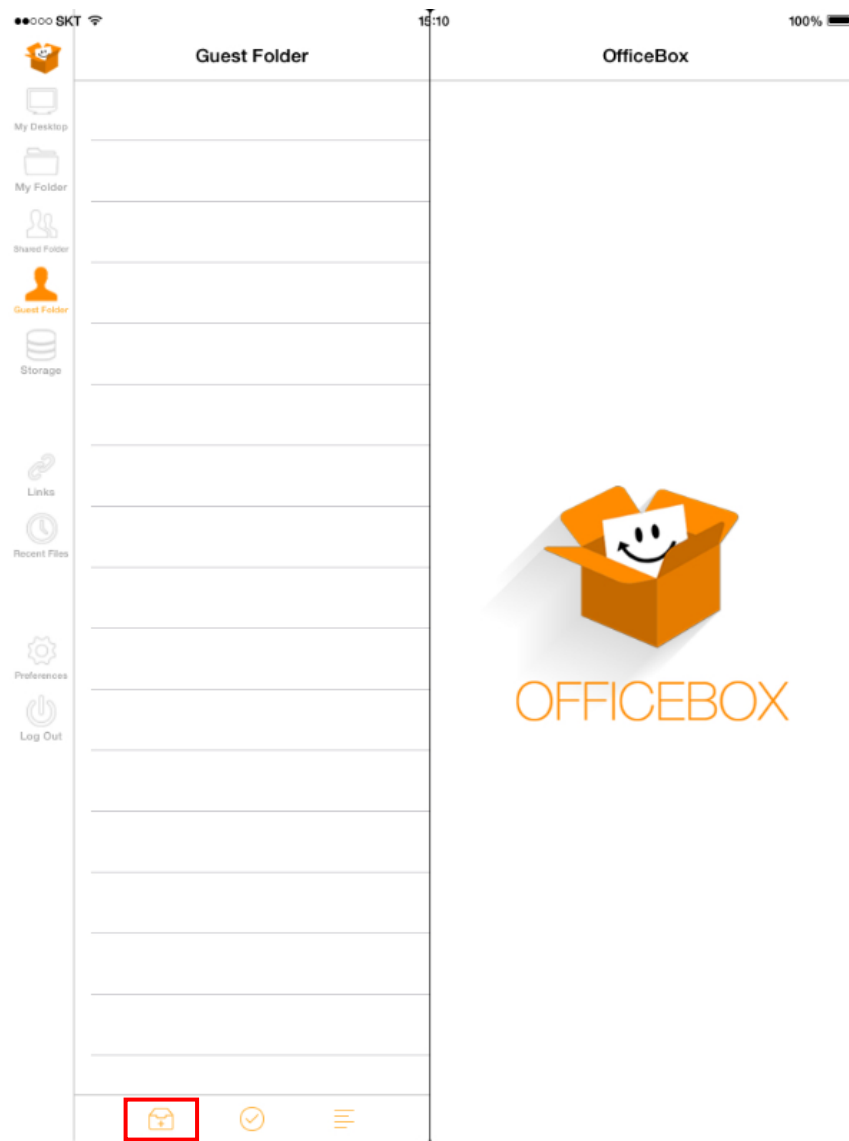 SKT
15:10
100%
Guest Folder
OfficeBox
My Desktop
My Folder
Shared Folder
Guest Folder
Storage
Links
Recent Files
Preferences
Log Out
OFFICEBOX